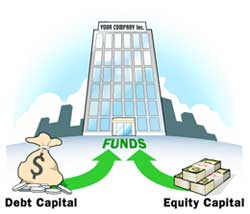 YOUR COMPANY Inc.
FUNDS
$
Debt Capital
Equity Capital